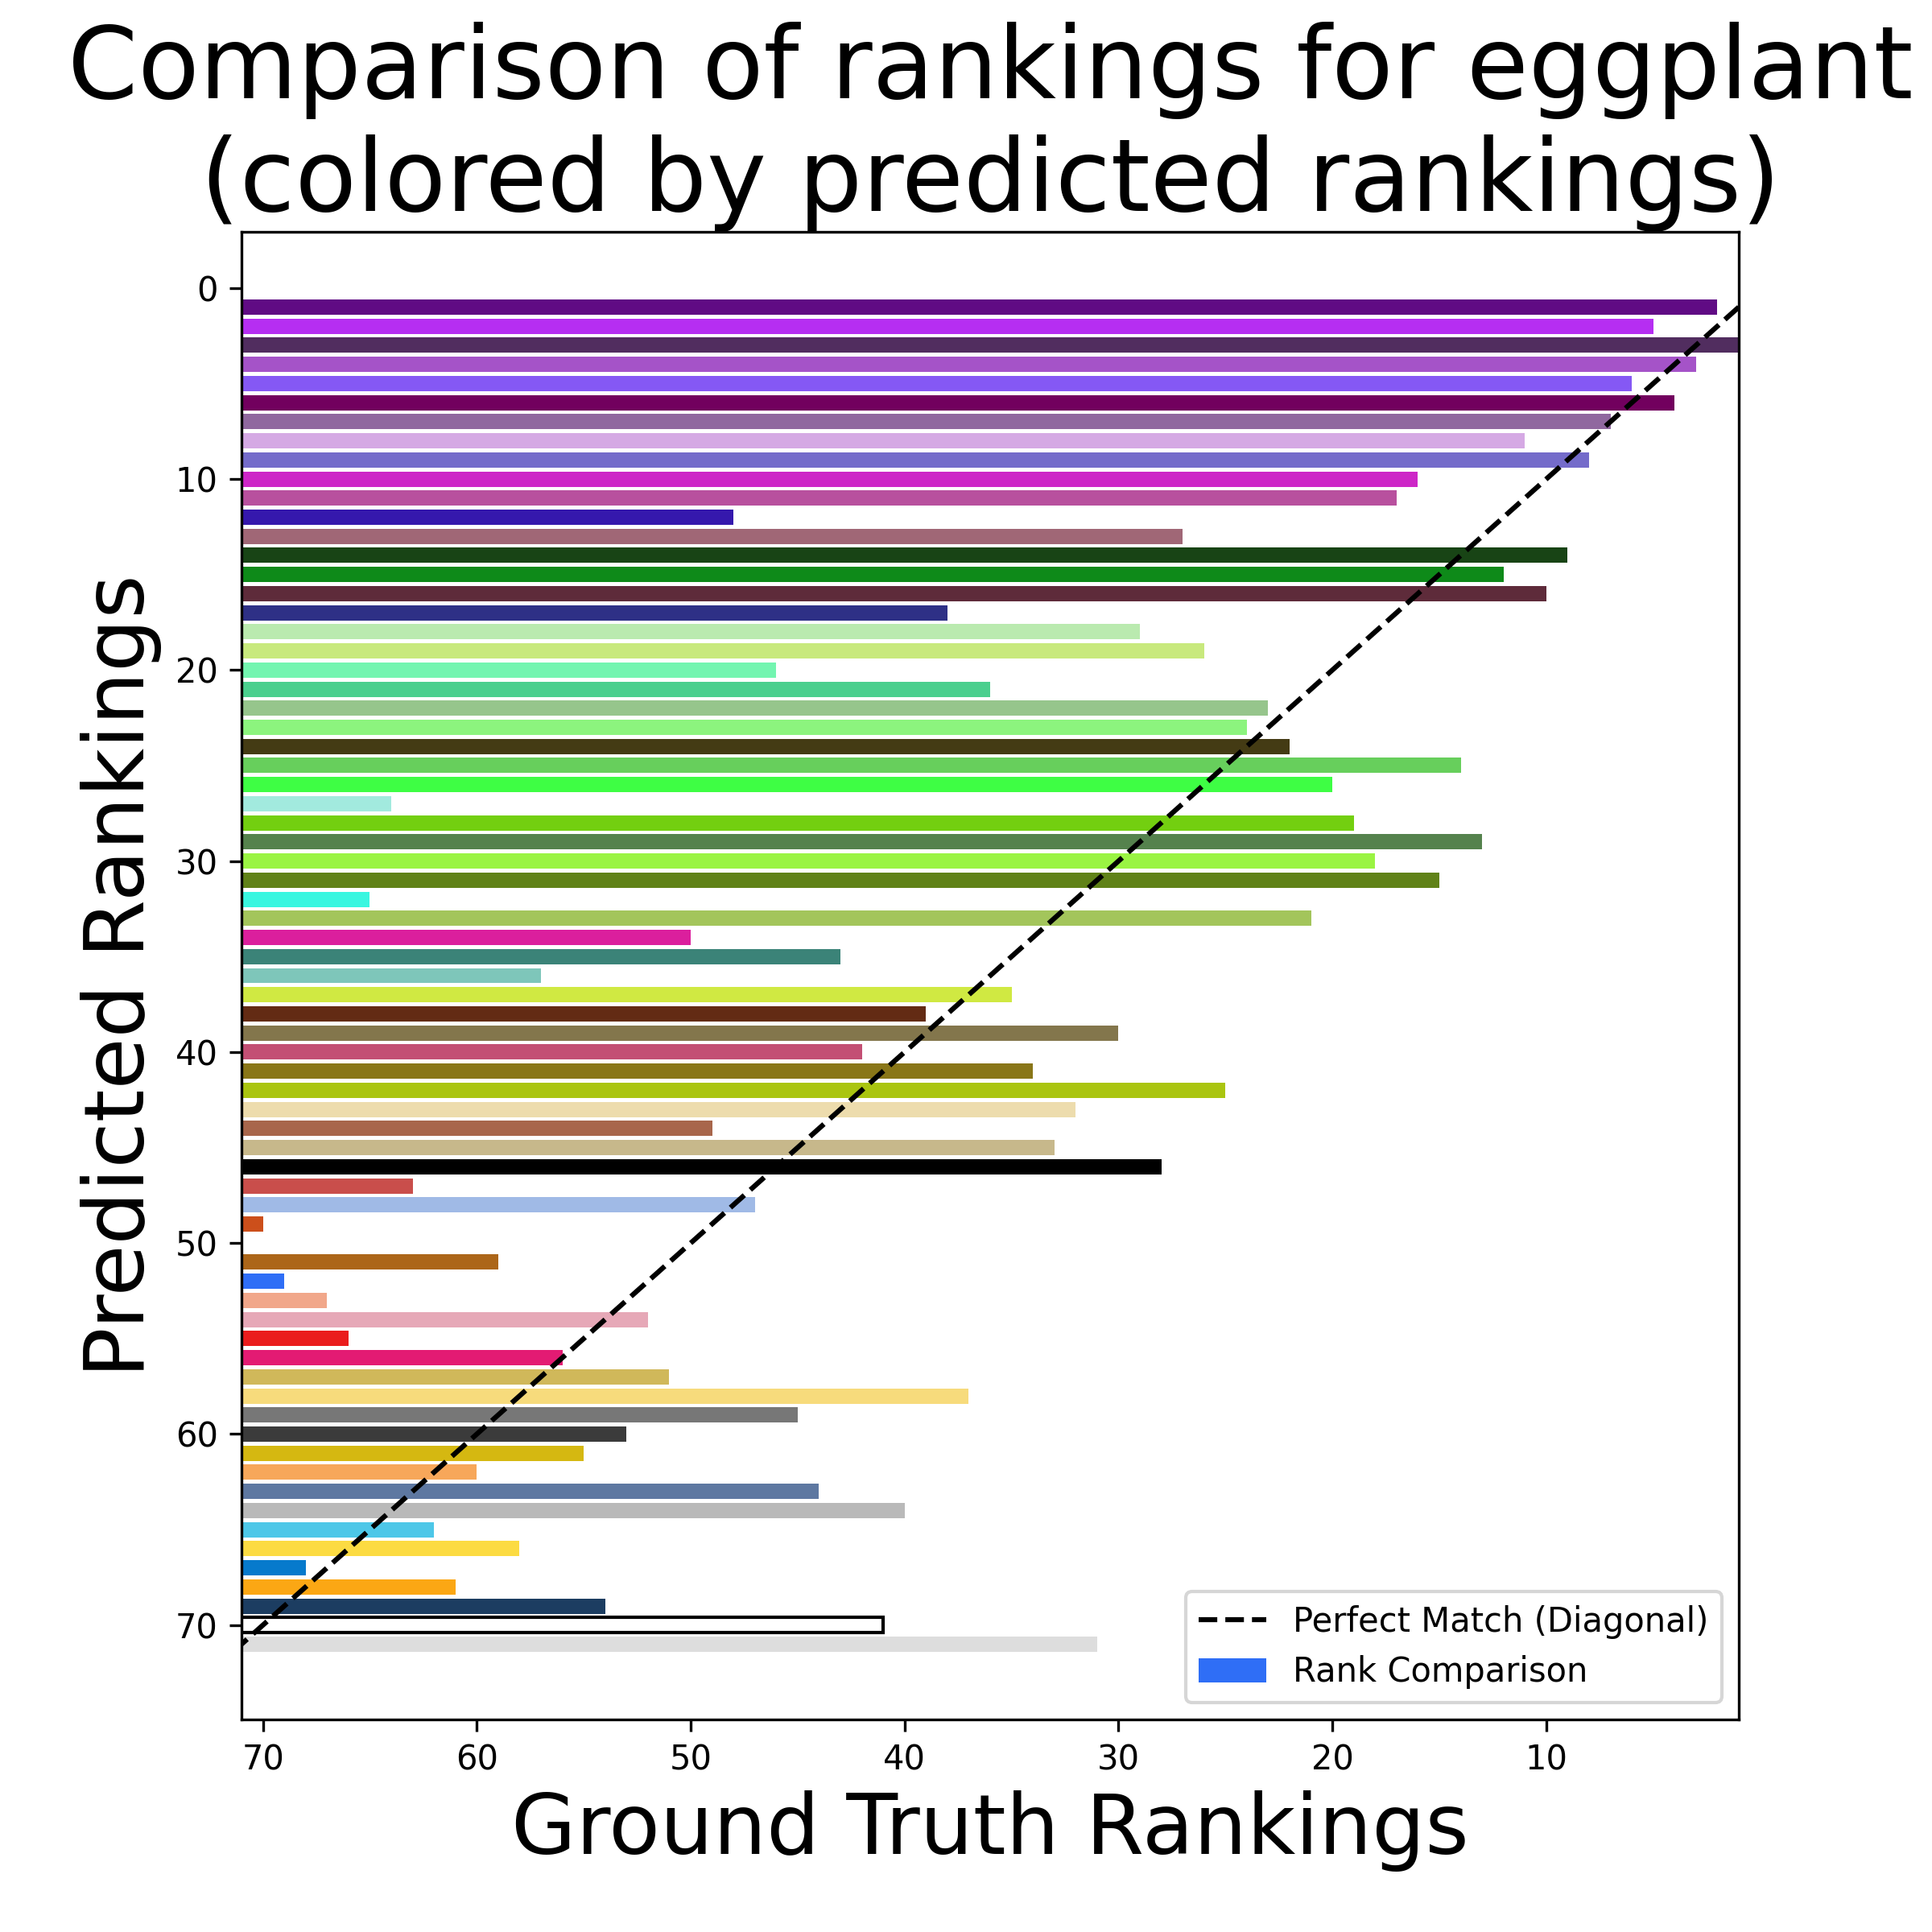 Comparison of rankings for eggplant
(colored by predicted rankings)
Predicted Rankings
0
10
20
30
40
50
60
70
70 60 50 40 30 20 10
Ground Truth Rankings
Perfect Match (Diagonal)
Rank Comparison